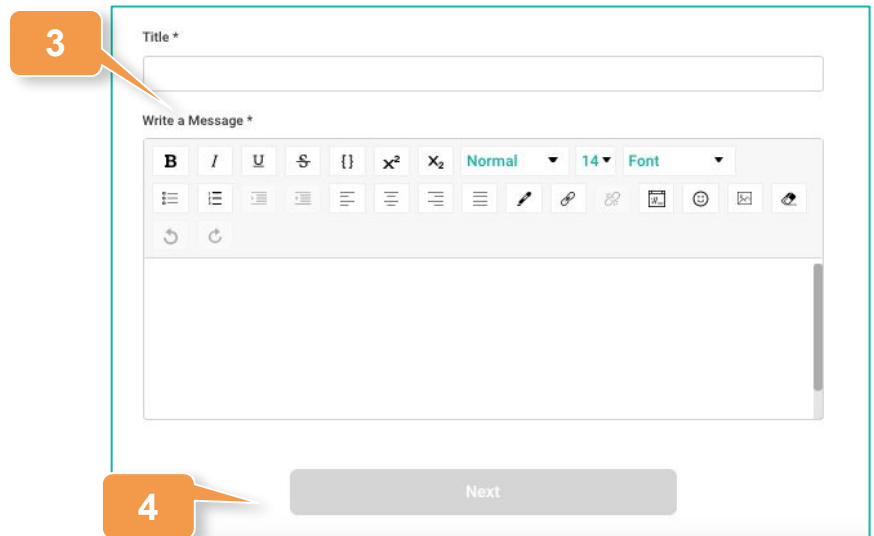 3
Title *
Write a Message *
B I U S {} x² X₂ Normal 14 Font
Next
4